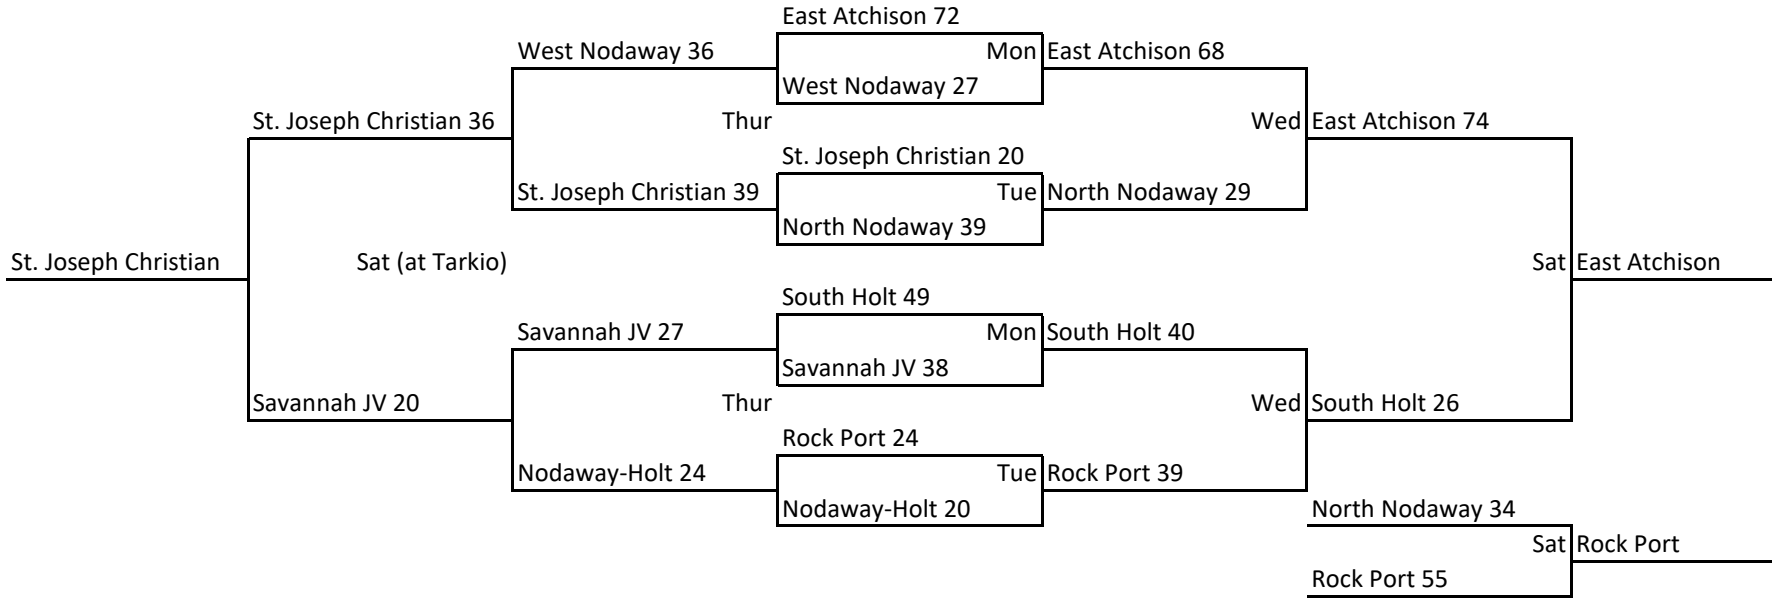 East Atchison 72
West Nodaway 36
Mon
East Atchison 68
West Nodaway 27
St. Joseph Christian 36
Thur
Wed
East Atchison 74
St. Joseph Christian 20
St. Joseph Christian 39
Tue
North Nodaway 29
North Nodaway 39
St. Joseph Christian
Sat (at Tarkio)
Sat
East Atchison
South Holt 49
Savannah JV 27
Mon
South Holt 40
Savannah JV 38
Savannah JV 20
Thur
Wed
South Holt 26
Rock Port 24
Nodaway-Holt 24
Tue
Rock Port 39
Nodaway-Holt 20
North Nodaway 34
Sat
Rock Port
Rock Port 55